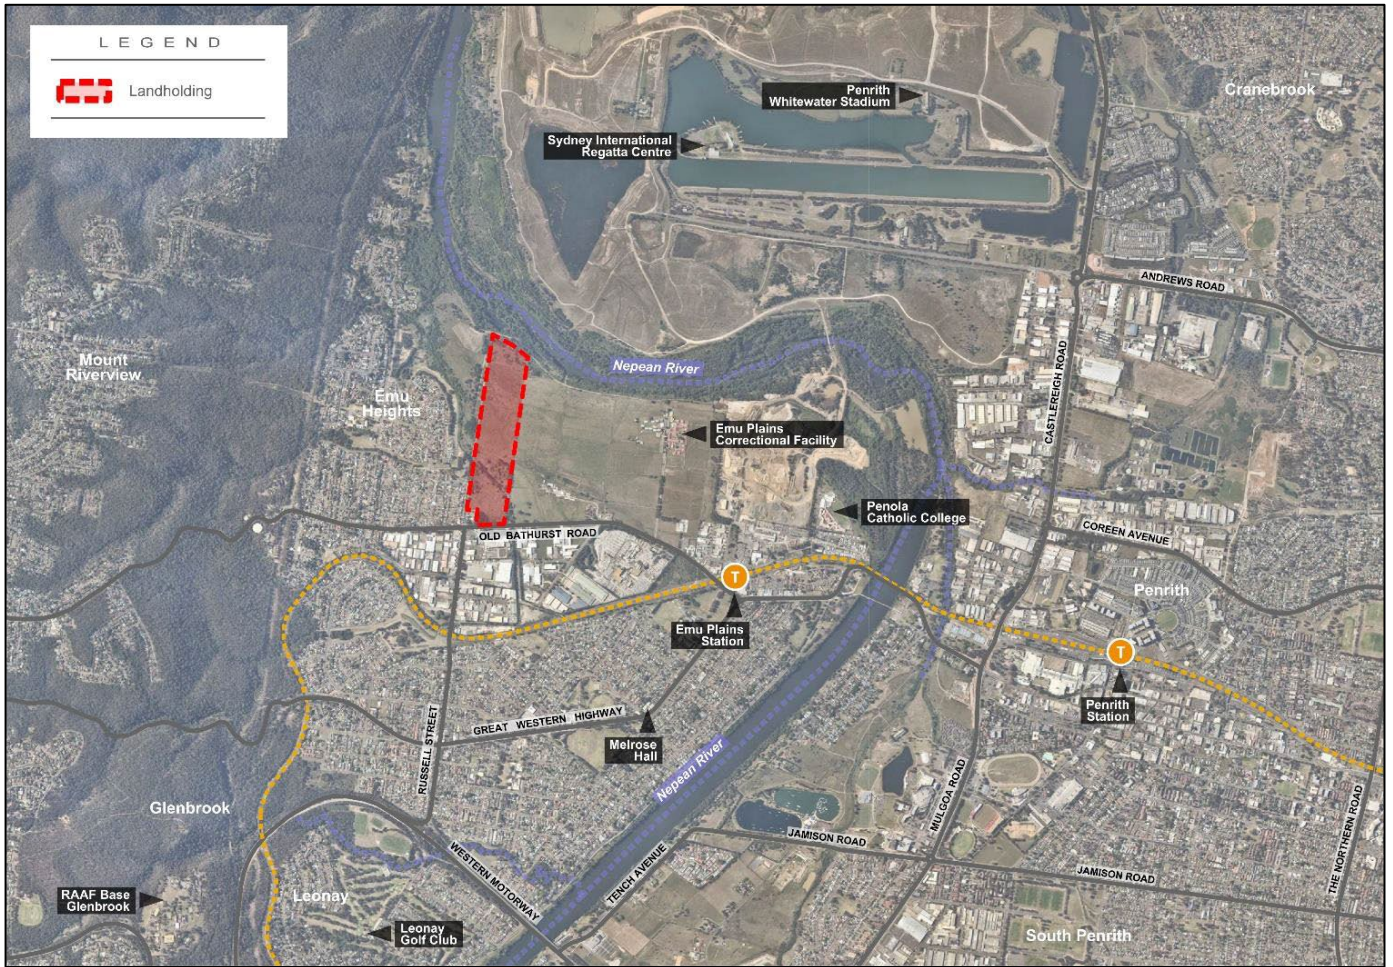 LEGEND
Landholding
Penrith
Whitewater Stadium
Cranebrook
Sydney International
Regatta Centre
ANDREWS ROAD
Mount
Riverview
Nepean River
CASTLEREIGH ROAD
Emu
Heights
Emu Plains
Correctional Facility
Penola
Catholic College
OLD BATHURST ROAD
COREEN AVENUE
T
Penrith
Emu Plains
Station
T
Penrith
Station
GREAT WESTERN HIGHWAY
RUSSELL STREET
Melrose
Hall
Nepean River
MULGOA ROAD
THE NORTHERN ROAD
Glenbrook
JAMISON ROAD
WESTERN MOTORWAY
TENCH AVENUE
JAMISON ROAD
RAAF Base
Glenbrook
Leonay
Leonay
Golf Club
South Penrith